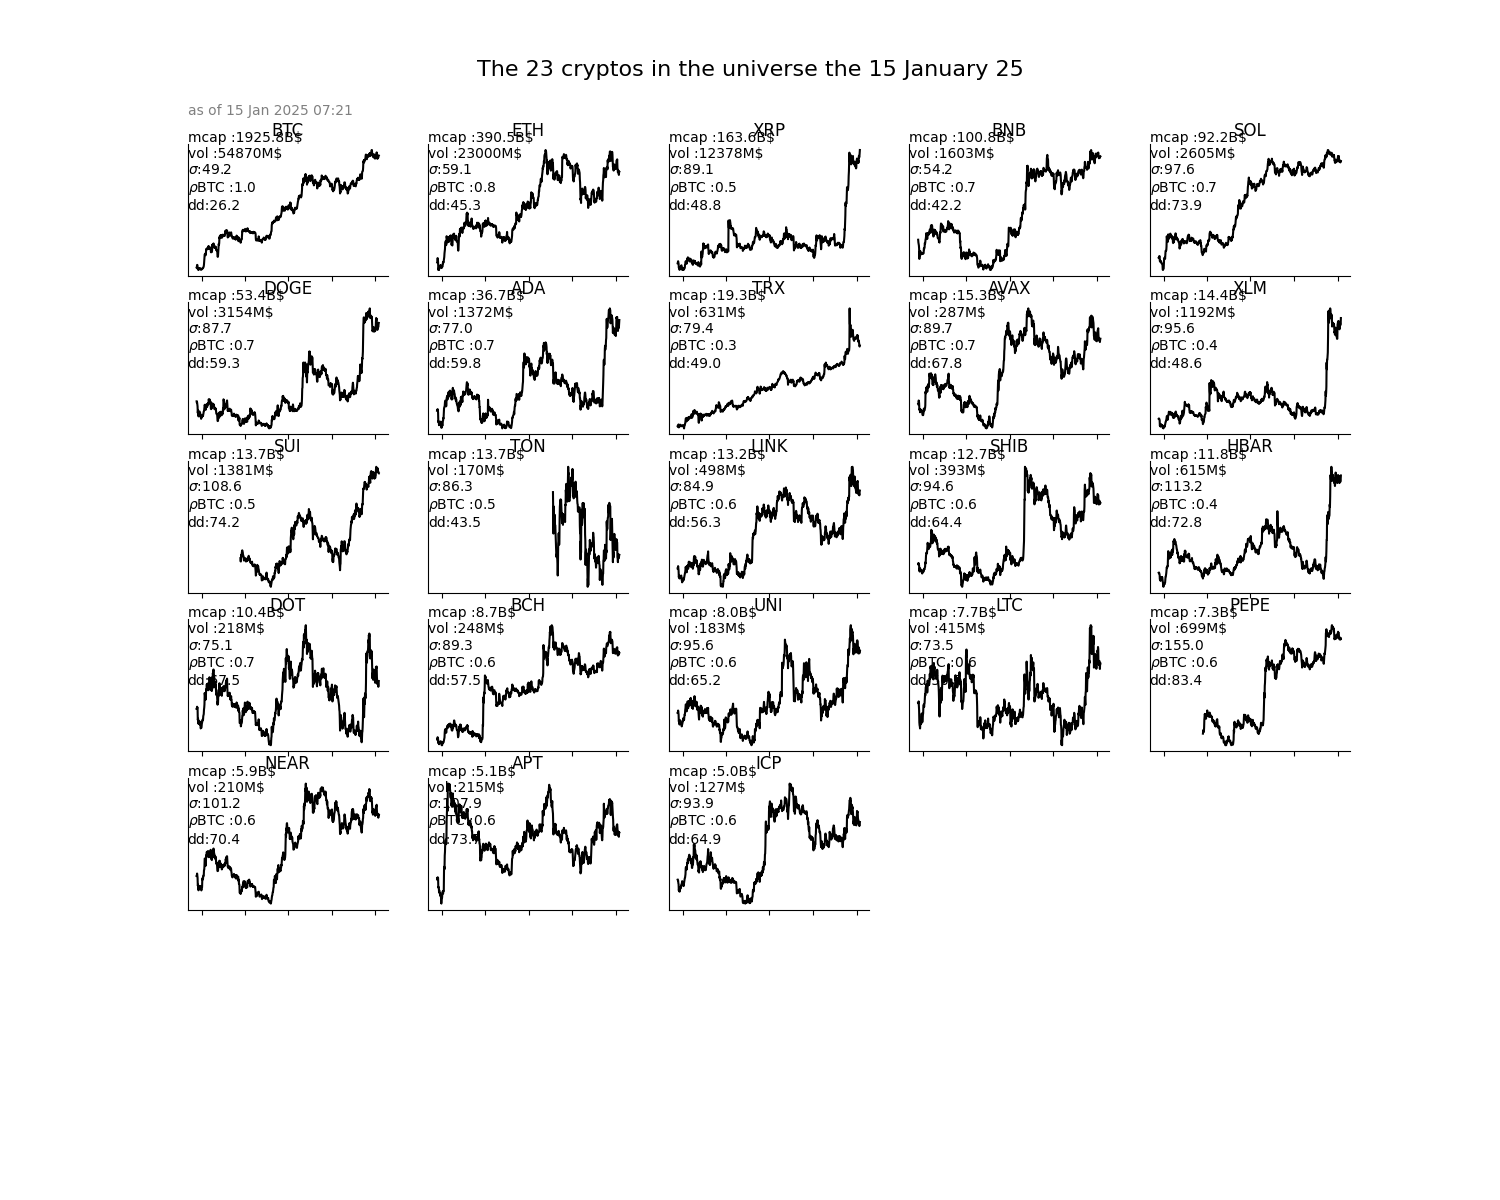 The 23 cryptos in the universe the 15 January 25
as of 15 Jan 2025 07:21
BTC
mcap :1925.8B$
vol :54870M$
σ:49.2
ρBTC :1.0
dd:26.2
ETH
mcap :390.5B$
vol :23000M$
σ:59.1
ρBTC :0.8
dd:45.3
XRP
mcap :163.6B$
vol :12378M$
σ:89.1
ρBTC :0.5
dd:48.8
BNB
mcap :100.8B$
vol :1603M$
σ:54.2
ρBTC :0.7
dd:42.2
SOL
mcap :92.2B$
vol :2605M$
σ:97.6
ρBTC :0.7
dd:73.9
DOGE
mcap :53.4B$
vol :3154M$
σ:87.7
ρBTC :0.7
dd:59.3
ADA
mcap :36.7B$
vol :1372M$
σ:77.0
ρBTC :0.7
dd:59.8
TRX
mcap :19.3B$
vol :631M$
σ:79.4
ρBTC :0.3
dd:49.0
AVAX
mcap :15.3B$
vol :287M$
σ:89.7
ρBTC :0.7
dd:67.8
XLM
mcap :14.4B$
vol :1192M$
σ:95.6
ρBTC :0.4
dd:48.6
SUI
mcap :13.7B$
vol :1381M$
σ:108.6
ρBTC :0.5
dd:74.2
TON
mcap :13.7B$
vol :170M$
σ:86.3
ρBTC :0.5
dd:43.5
LINK
mcap :13.2B$
vol :498M$
σ:84.9
ρBTC :0.6
dd:56.3
SHIB
mcap :12.7B$
vol :393M$
σ:94.6
ρBTC :0.6
dd:64.4
HBAR
mcap :11.8B$
vol :615M$
σ:113.2
ρBTC :0.4
dd:72.8
DOT
mcap :10.4B$
vol :218M$
σ:75.1
ρBTC :0.7
BCH
mcap :8.7B$
vol :248M$
σ:89.3
ρBTC :0.6
dd:57.5
UNI
mcap :8.0B$
vol :183M$
σ:95.6
ρBTC :0.6
dd:65.2
LTC
mcap :7.7B$
vol :415M$
σ:73.5
ρBTC :0.6
PEPE
mcap :7.3B$
vol :699M$
σ:155.0
ρBTC :0.6
dd:83.4
NEAR
mcap :5.9B$
vol :210M$
σ:101.2
ρBTC :0.6
dd:70.4
APT
mcap :5.1B$
vol :215M$
σ:107.9
ρBTC :0.6
ICP
mcap :5.0B$
vol :127M$
σ:93.9
ρBTC :0.6
dd:64.9